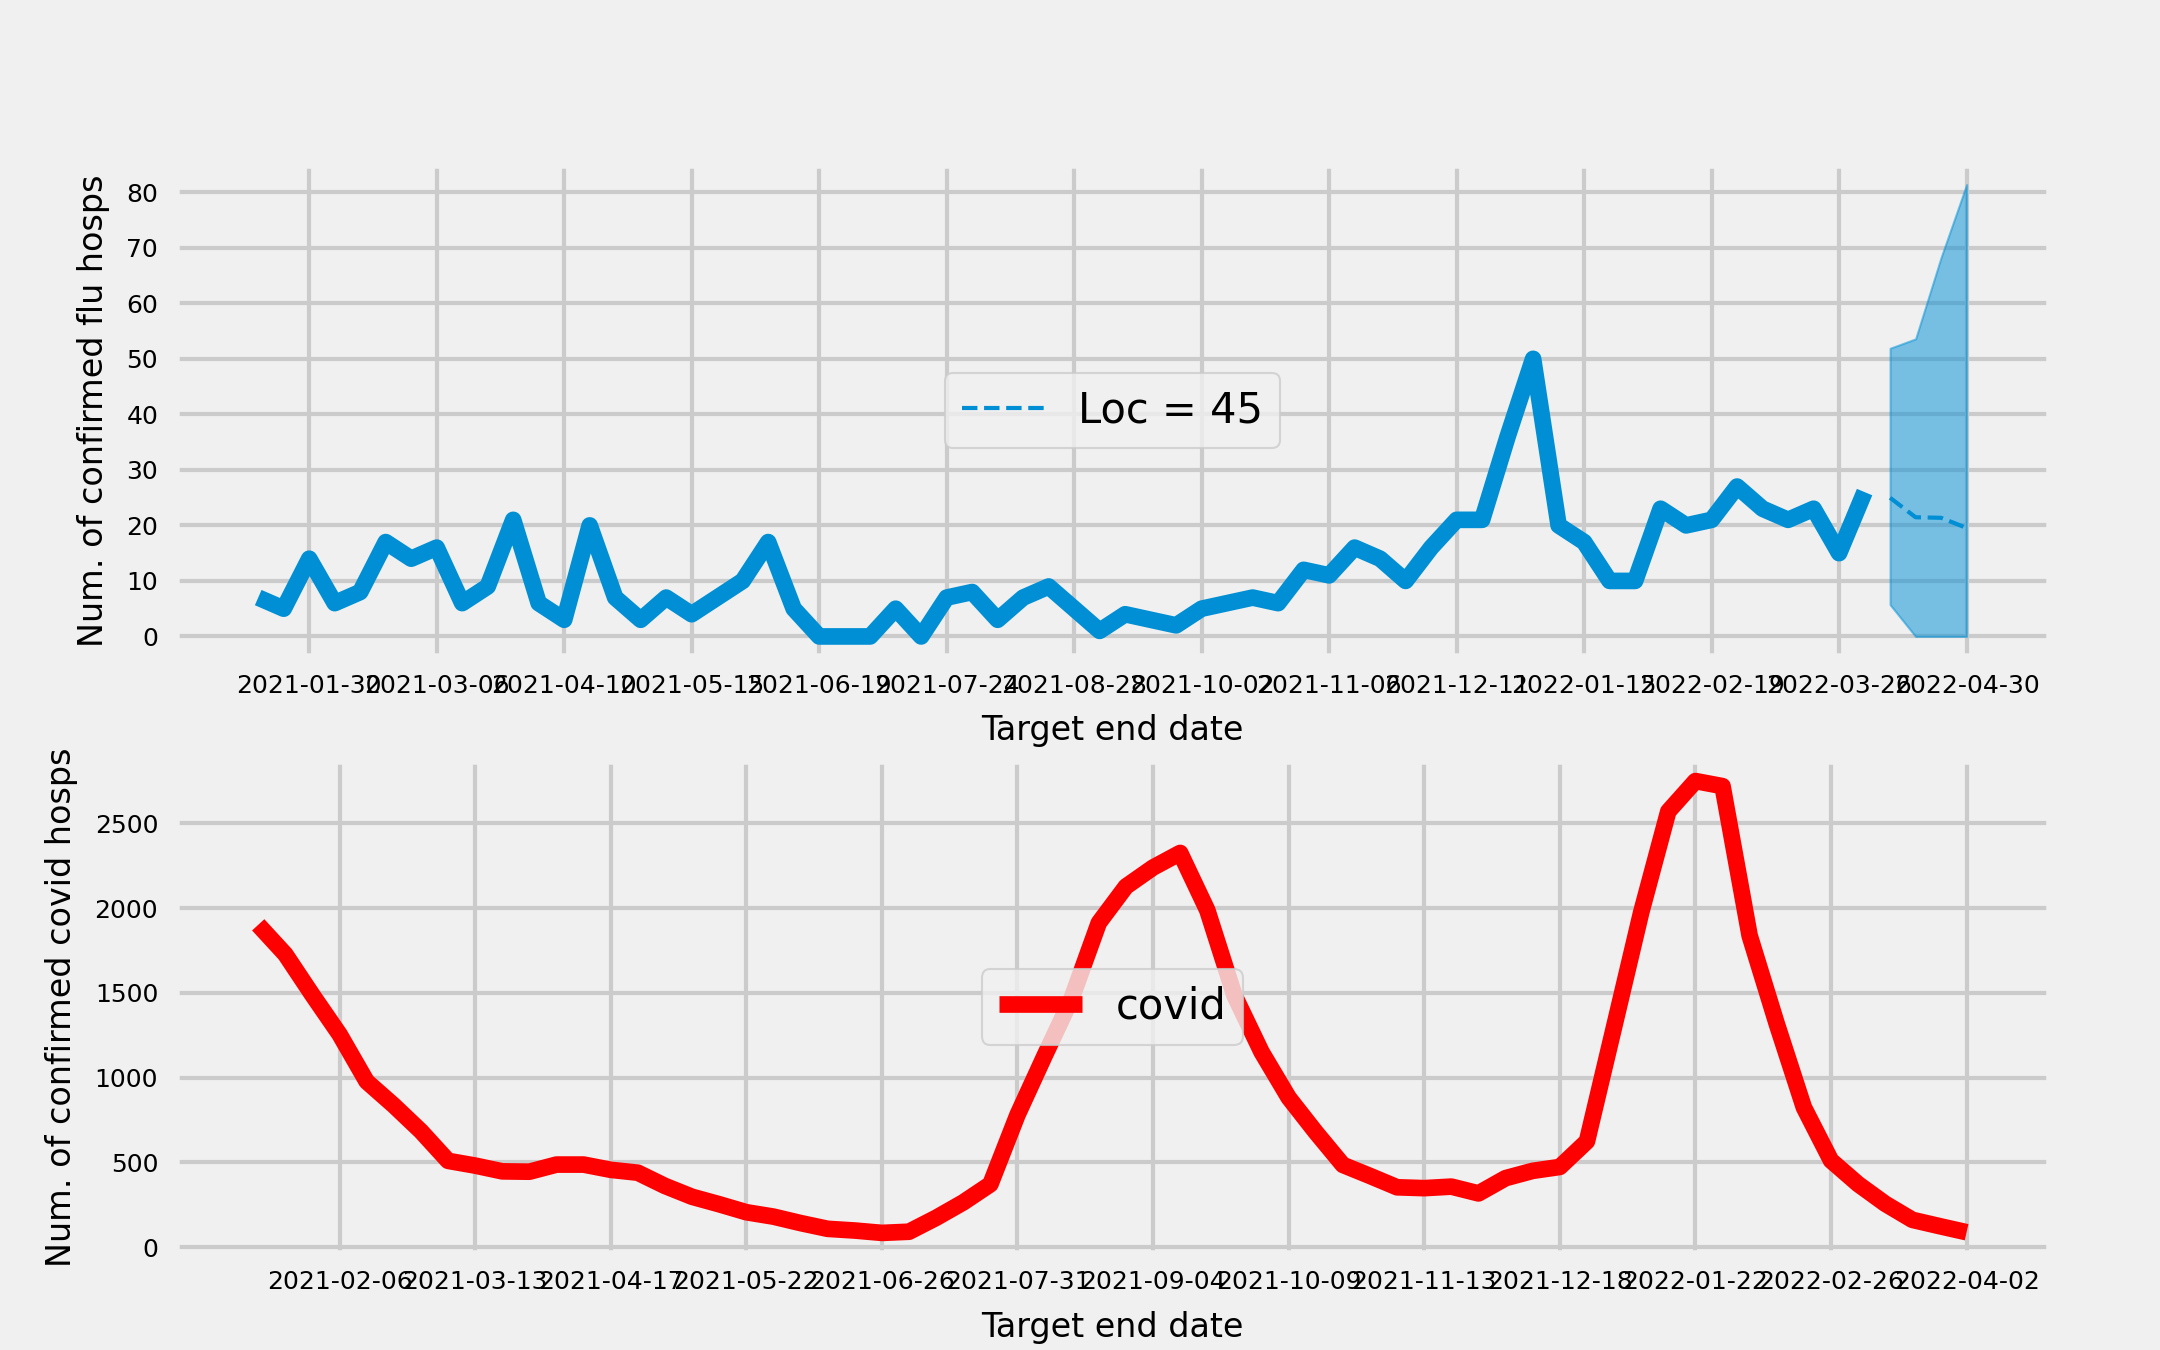 Num. of confirmed flu hosps
80
70
60
50
40
30
20
10
0
Loc = 45
2021-01-30 2021-03-06 2021-04-10 2021-05-15 2021-06-19 2021-07-24 2021-08-28 2021-10-02 2021-11-06 2021-12-11 2022-01-15 2022-02-19 2022-03-26 2022-04-30
Target end date
Num. of confirmed covid hosps
2500
2000
1500
1000
500
0
covid
2021-02-06 2021-03-13 2021-04-17 2021-05-22 2021-06-26 2021-07-31 2021-09-04 2021-10-09 2021-11-13 2021-12-18 2022-01-22 2022-02-26 2022-04-02
Target end date